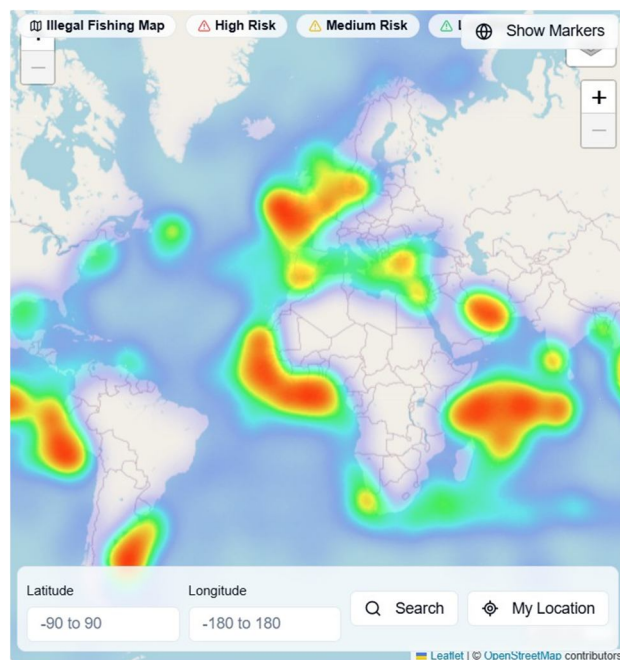 Illegal Fishing Map
High Risk
Medium Risk
Show Markers
+
−
+
−
Latitude
Longitude
-90 to 90
-180 to 180
Search
My Location
Leaflet | © OpenStreetMap contributors